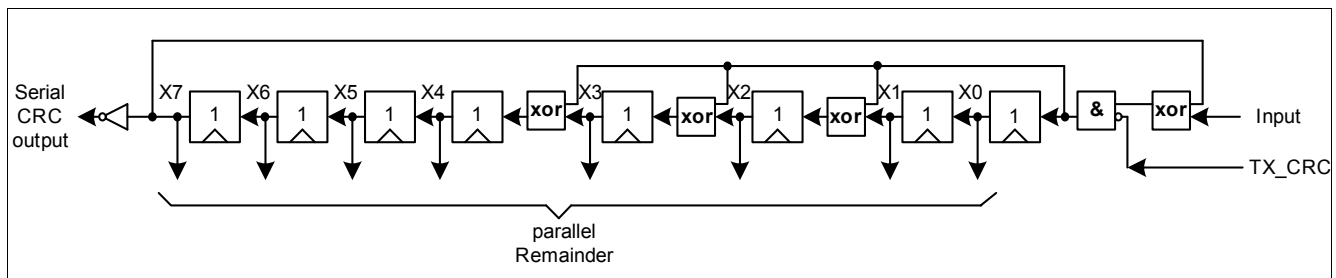 Serial
CRC
output
X7
1
X6
1
X5
1
X4
1
xor
X3
1
xor
X2
1
xor
X1
1
X0
1
&
xor
Input
TX_CRC
parallel
Remainder